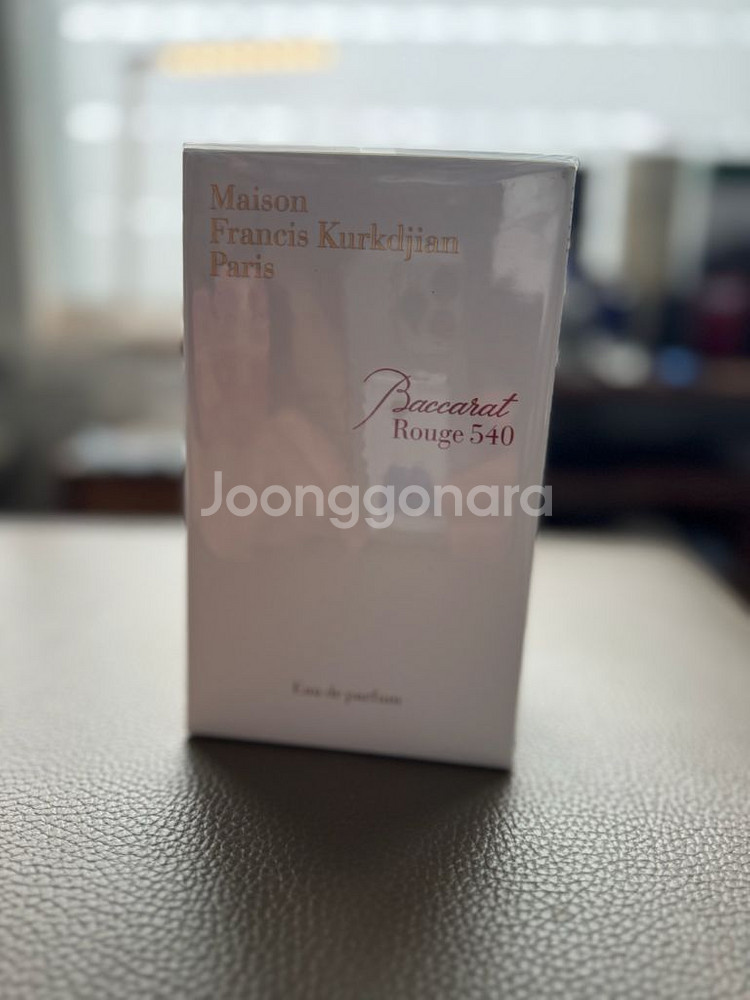 Maison
Francis Kurkdjian
Paris
Baccarat
Rouge 540
Joonggonara
Eau de parfum